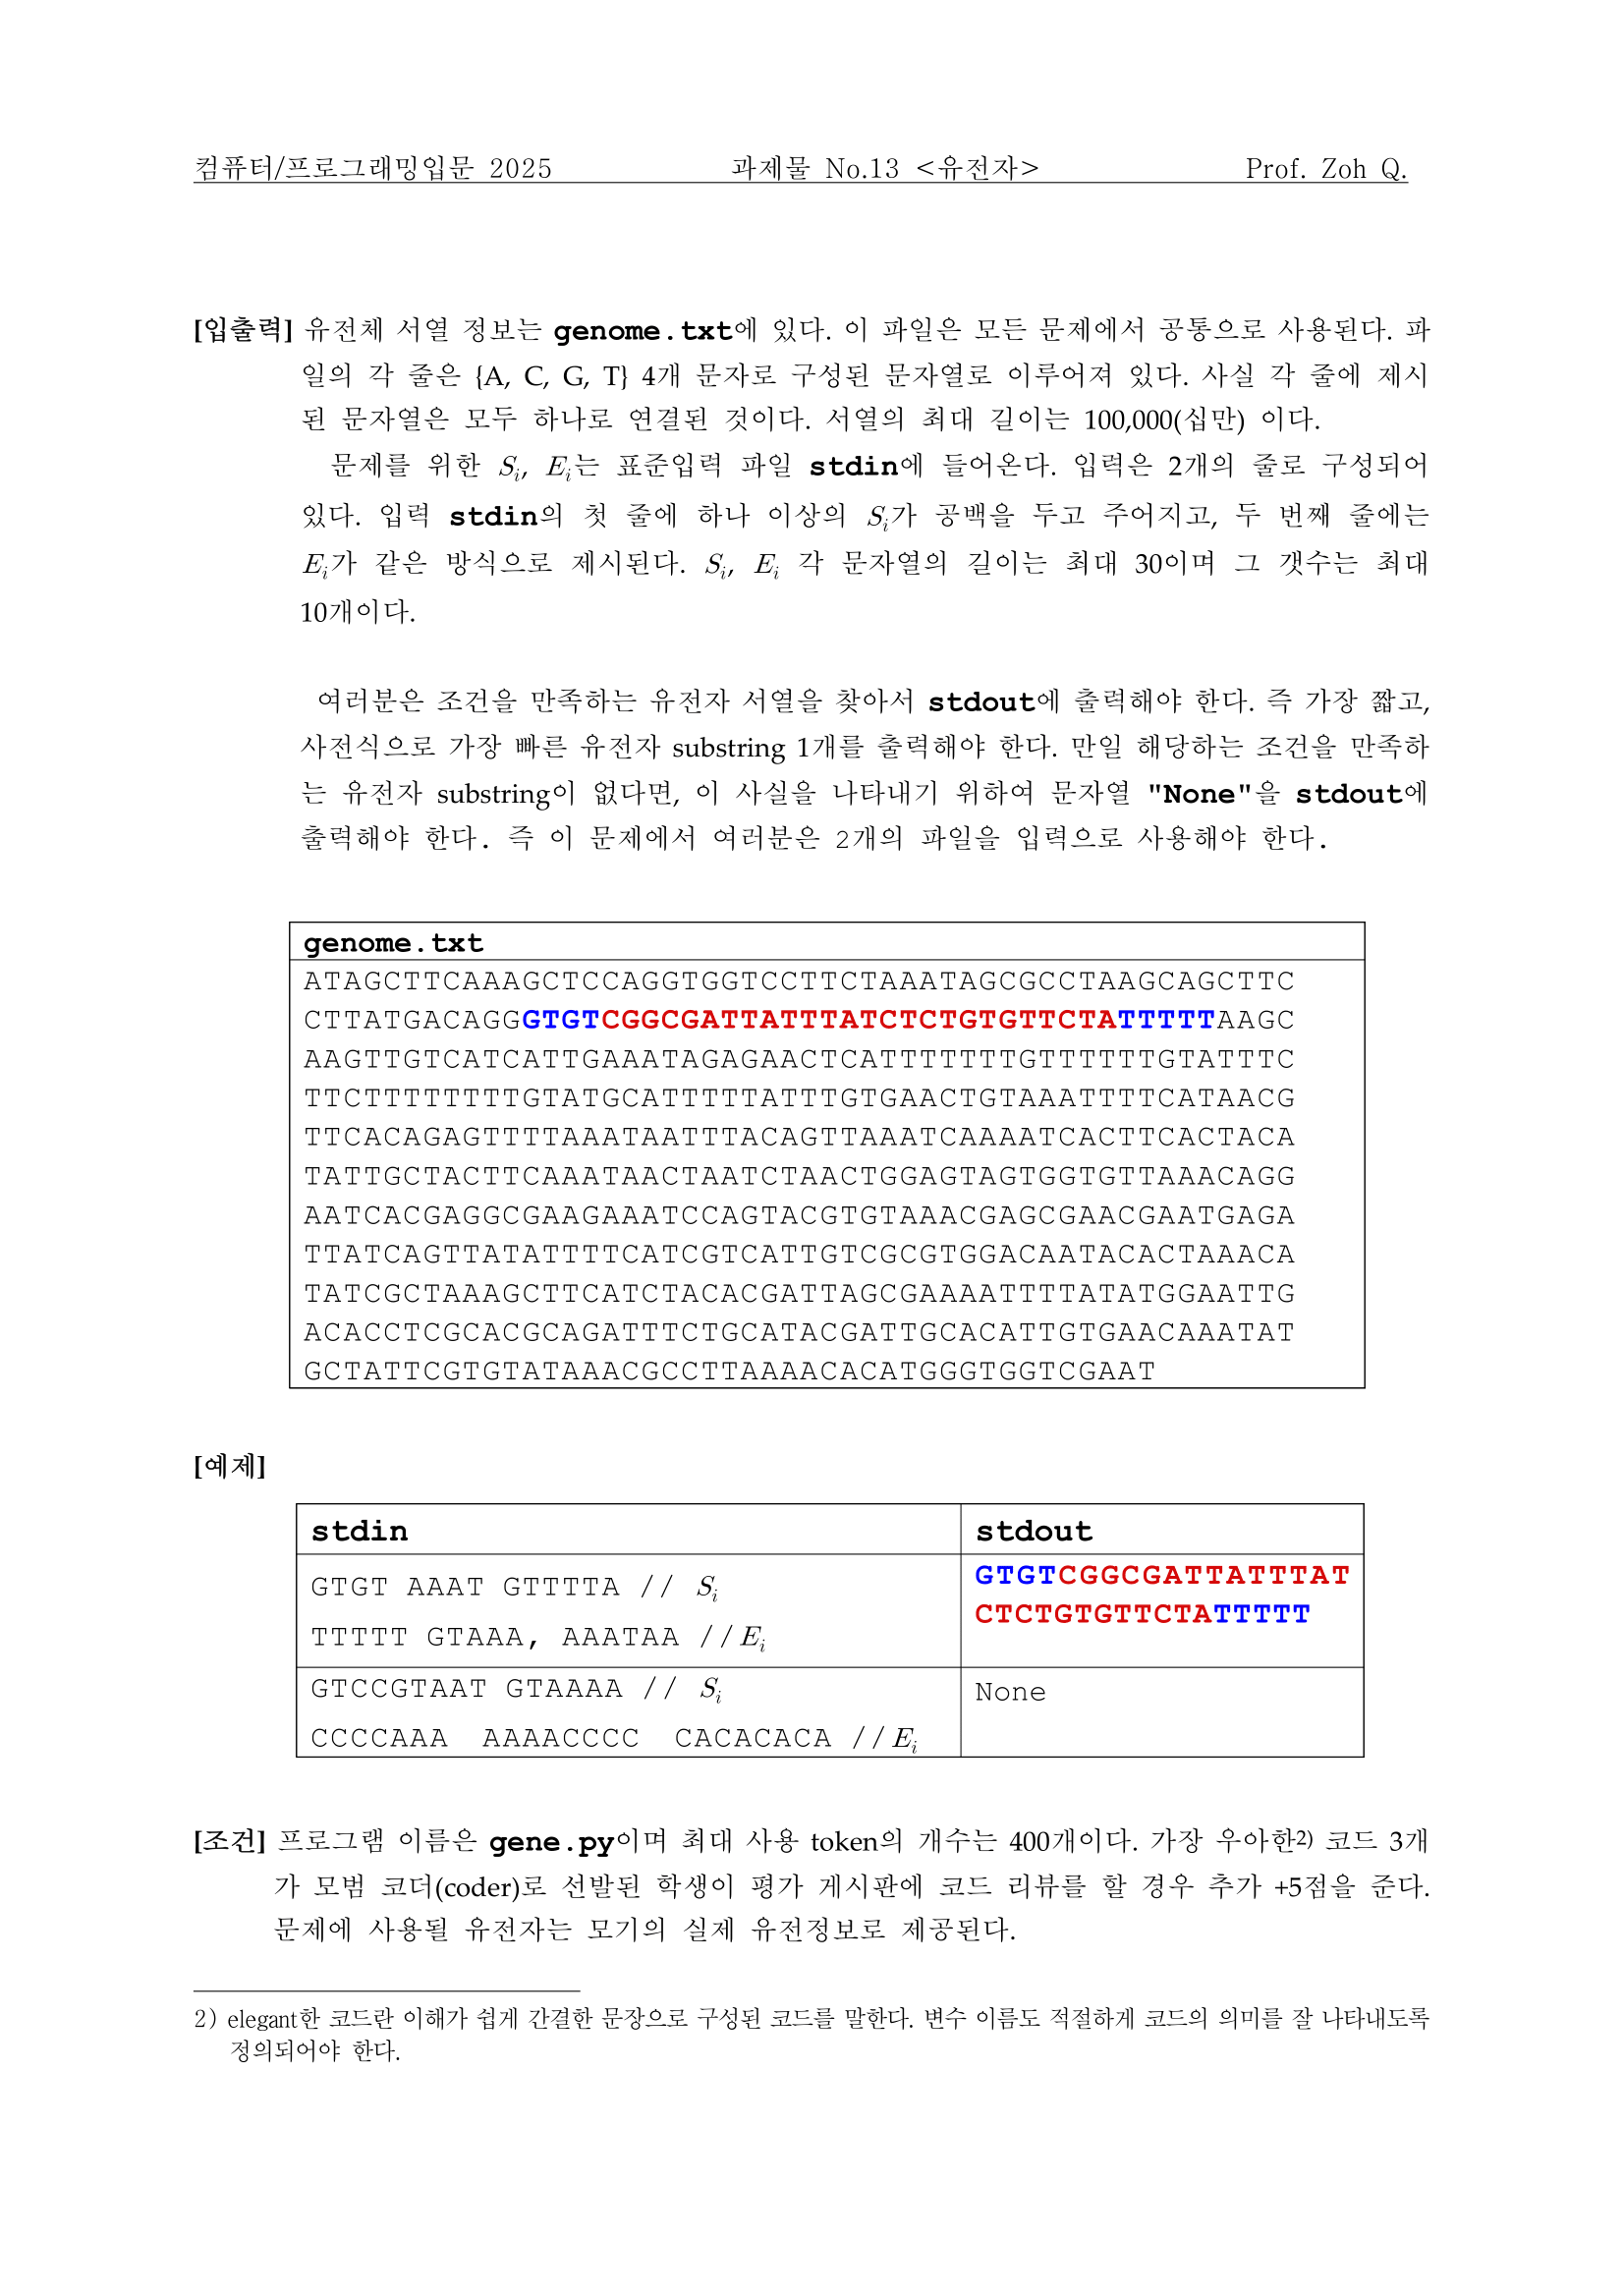 컴퓨터/프로그래밍입문 2025 과제물 No.13 <유전자> Prof. Zoh Q.
[입출력] 유전체 서열 정보는 genome.txt에 있다. 이 파일은 모든 문제에서 공통으로 사용된다. 파
일의 각 줄은 {A, C, G, T} 4개 문자로 구성된 문자열로 이루어져 있다. 사실 각 줄에 제시
된 문자열은 모두 하나로 연결된 것이다. 서열의 최대 길이는 100,000(십만) 이다.
문제를 위한 Si, Ei는 표준입력 파일 stdin에 들어온다. 입력은 2개의 줄로 구성되어
있다. 입력 stdin의 첫 줄에 하나 이상의 Si가 공백을 두고 주어지고, 두 번째 줄에는
Ei가 같은 방식으로 제시된다. Si, Ei 각 문자열의 길이는 최대 30이며 그 갯수는 최대
10개이다.
여러분은 조건을 만족하는 유전자 서열을 찾아서 stdout에 출력해야 한다. 즉 가장 짧고,
사전식으로 가장 빠른 유전자 substring 1개를 출력해야 한다. 만일 해당하는 조건을 만족하
는 유전자 substring이 없다면, 이 사실을 나타내기 위하여 문자열 "None"을 stdout에
출력해야 한다. 즉 이 문제에서 여러분은 2개의 파일을 입력으로 사용해야 한다.
genome.txt
ATAGCTTCAAAGCTCCAGGTGGTCCTTCTAAATAGCGCCTAAGCAGCTTC
CTTATGACAGGGTGTCGGCGATTATTTATCTCTGTGTTCTATTTTTAAGC
AAGTTGTCATCATTGAAATAGAGAACTCATTTTTTTGTTTTTTGTATTTC
TTCTTTTTTTTGTATGCATTTTTATTTGTGAACTGTAAATTTTCATAACG
TTCACAGAGTTTTAAATAATTTACAGTTAAATCAAAATCACTTCACTACA
TATTGCTACTTCAAATAACTAATCTAACTGGAGTAGTGGTGTTAAACAGG
AATCACGAGGCGAAGAAATCCAGTACGTGTAAACGAGCGAACGAATGAGA
TTATCAGTTATATTTTCATCGTCATTGTCGCGTGGACAATACACTAAACA
TATCGCTAAAGCTTCATCTACACGATTAGCGAAAATTTTATATGGAATTG
ACACCTCGCACGCAGATTTCTGCATACGATTGCACATTGTGAACAAATAT
GCTATTCGTGTATAAACGCCTTAAAACACATGGGTGGTCGAAT
[예제]
stdin stdout
GTGT AAAT GTTTTA // Si GTGTCGGCGATTATTTAT
TTTTT GTAAA, AAATAA //Ei CTCTGTGTTCTATTTTT
GTCCGTAAT GTAAAA // Si None
CCCCAAA AAAACCCC CACACACA //Ei
[조건] 프로그램 이름은 gene.py이며 최대 사용 token의 개수는 400개이다. 가장 우아한2) 코드 3개
가 모범 코더(coder)로 선발된 학생이 평가 게시판에 코드 리뷰를 할 경우 추가 +5점을 준다.
문제에 사용될 유전자는 모기의 실제 유전정보로 제공된다.
2) elegant한 코드란 이해가 쉽게 간결한 문장으로 구성된 코드를 말한다. 변수 이름도 적절하게 코드의 의미를 잘 나타내도록
정의되어야 한다.